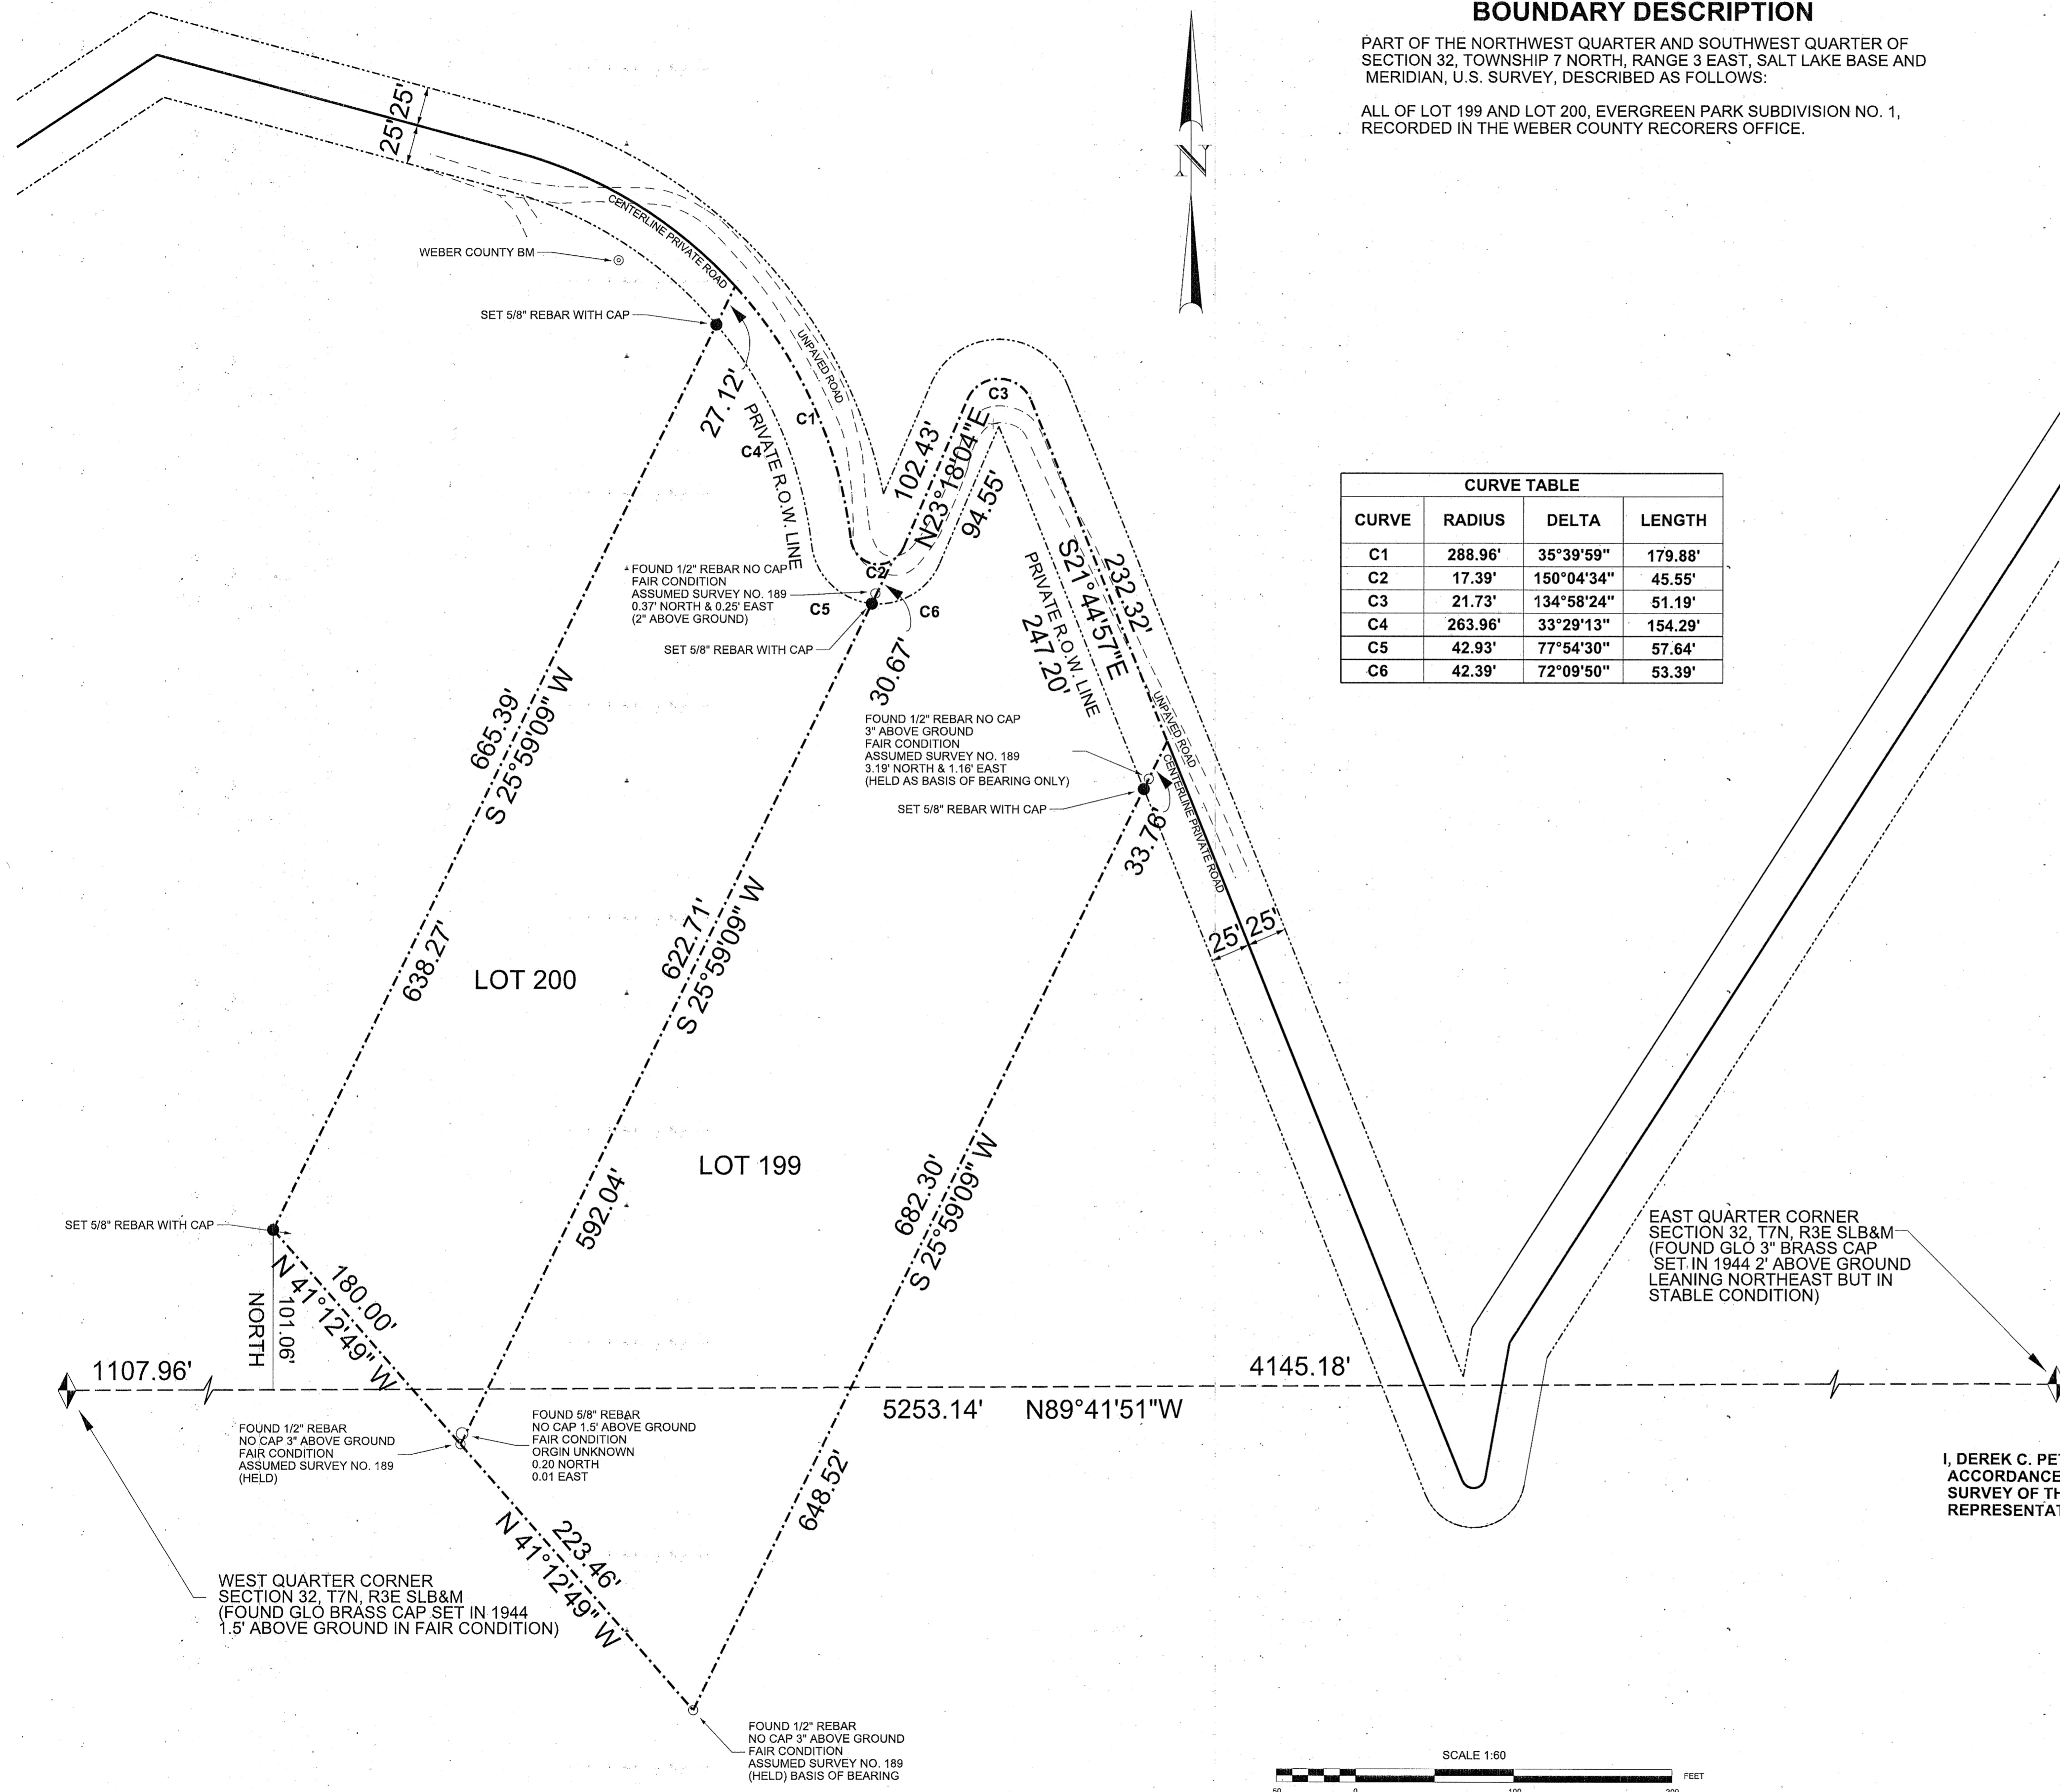 BOUNDARY DESCRIPTION
PART OF THE NORTHWEST QUARTER AND SOUTHWEST QUARTER OF
SECTION 32, TOWNSHIP 7 NORTH, RANGE 3 EAST, SALT LAKE BASE AND
MERIDIAN, U.S. SURVEY, DESCRIBED AS FOLLOWS:
ALL OF LOT 199 AND LOT 200, EVERGREEN PARK SUBDIVISION NO. 1,
RECORDED IN THE WEBER COUNTY RECORERS OFFICE.
N
25'
25'
CENTERLINE PRIVATE ROAD
WEBER COUNTY BM
SET 5/8" REBAR WITH CAP
UNPAVED ROAD
27.12'
C1
C4
PRIVATE R.O.W. LINE
C3
102.43'
N23°18'04"E
94.55'
C2
FOUND 1/2" REBAR NO CAP
FAIR CONDITION
ASSUMED SURVEY NO. 189
0.37' NORTH & 0.25' EAST
(2" ABOVE GROUND)
C5
C6
SET 5/8" REBAR WITH CAP
30.67'
232.32'
S21°44'57"E
PRIVATE R.O.W. LINE
247.20'
CURVE TABLE
CURVE RADIUS DELTA LENGTH
C1 288.96' 35°39'59" 179.88'
C2 17.39' 150°04'34" 45.55'
C3 21.73' 134°58'24" 51.19'
C4 263.96' 33°29'13" 154.29'
C5 42.93' 77°54'30" 57.64'
C6 42.39' 72°09'50" 53.39'
665.39'
S 25°59'09" W
FOUND 1/2" REBAR NO CAP
3" ABOVE GROUND
FAIR CONDITION
ASSUMED SURVEY NO. 189
3.19' NORTH & 1.16' EAST
(HELD AS BASIS OF BEARING ONLY)
SET 5/8" REBAR WITH CAP
UNPAVED ROAD
CENTERLINE PRIVATE ROAD
33.76'
25'
25'
638.27'
LOT 200
622.71'
S 25°59'09" W
LOT 199
592.04'
682.30'
S 25°59'09" W
SET 5/8" REBAR WITH CAP
180.00'
N 41°12'49" W
NORTH
101.06'
EAST QUARTER CORNER
SECTION 32, T7N, R3E SLB&M
(FOUND GLO 3" BRASS CAP
SET IN 1944 2' ABOVE GROUND
LEANING NORTHEAST BUT IN
STABLE CONDITION)
1107.96'
4145.18'
5253.14' N89°41'51"W
FOUND 1/2" REBAR
NO CAP 3" ABOVE GROUND
FAIR CONDITION
ASSUMED SURVEY NO. 189
(HELD)
FOUND 5/8" REBAR
NO CAP 1.5' ABOVE GROUND
FAIR CONDITION
ORGIN UNKNOWN
0.20 NORTH
0.01 EAST
648.52'
I, DEREK C.
ACCORDANCE
SURVEY OF
223.46'
N 41°12'49" W
WEST QUARTER CORNER
SECTION 32, T7N, R3E SLB&M
(FOUND GLO BRASS CAP SET IN 1944
1.5' ABOVE GROUND IN FAIR CONDITION)
FOUND 1/2" REBAR
NO CAP 3" ABOVE GROUND
FAIR CONDITION
ASSUMED SURVEY NO. 189
(HELD) BASIS OF BEARING
SCALE 1:60
FEET